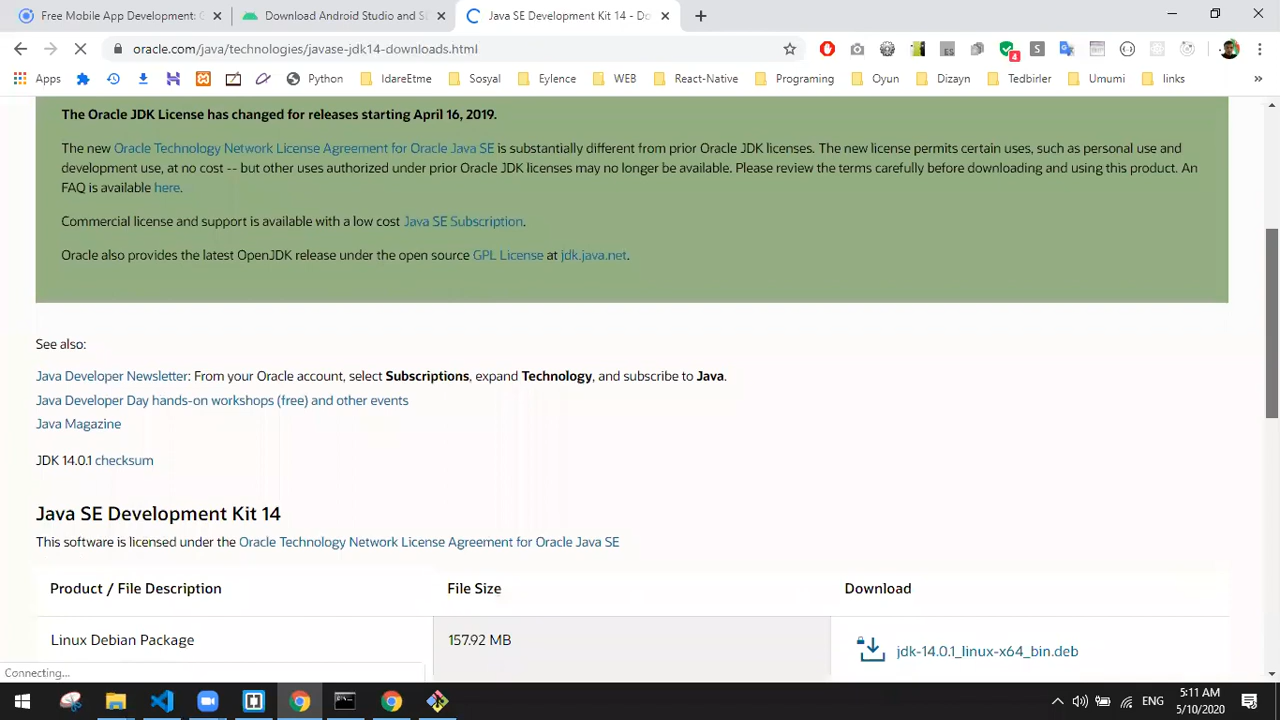 Free Mobile App Development: C
Download Android Studio and S
Java SE Development Kit 14 - Do
oracle.com/java/technologies/javase-jdk14-downloads.html
Apps
Python
IdareEtme
Sosyal
Eylence
WEB
React-Native
Programing
Oyun
Dizayn
Tedbirler
Umumi
links
»
The Oracle JDK License has changed for releases starting April 16, 2019.
The new Oracle Technology Network License Agreement for Oracle Java SE is substantially different from prior Oracle JDK licenses. The new license permits certain uses, such as personal use and
development use, at no cost -- but other uses authorized under prior Oracle JDK licenses may no longer be available. Please review the terms carefully before downloading and using this product. An
FAQ is available here.
Commercial license and support is available with a low cost Java SE Subscription.
Oracle also provides the latest OpenJDK release under the open source GPL License at jdk.java.net.
See also:
Java Developer Newsletter: From your Oracle account, select Subscriptions, expand Technology, and subscribe to Java.
Java Developer Day hands-on workshops (free) and other events
Java Magazine
JDK 14.0.1 checksum
Java SE Development Kit 14
This software is licensed under the Oracle Technology Network License Agreement for Oracle Java SE
Product / File Description File Size Download
Linux Debian Package 157.92 MB jdk-14.0.1_linux-x64_bin.deb
Connecting...
ENG
5:11 AM
5/10/2020